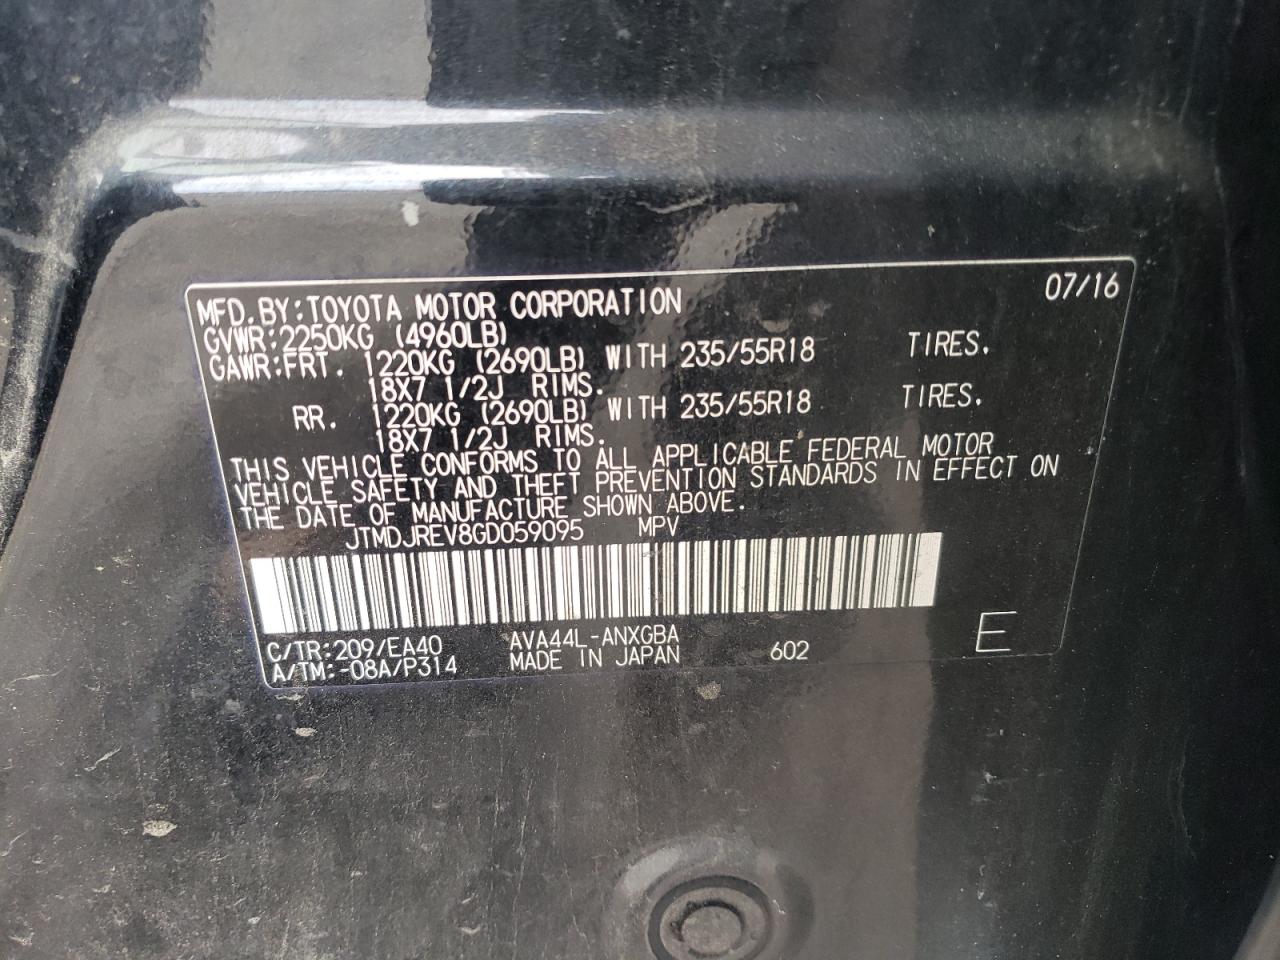 07/16
MFD.BY:TOYOTA MOTOR CORPORATION
GVWR:2250KG (4960LB)
GAWR:FRT. 1220KG (2690LB) WITH 235/55R18 TIRES.
18X7 1/2J RIMS.
RR. 1220KG (2690LB) WITH 235/55R18 TIRES.
18X7 1/2J RIMS.
THIS VEHICLE CONFORMS TO ALL APPLICABLE FEDERAL MOTOR
VEHICLE SAFETY AND THEFT PREVENTION STANDARDS IN EFFECT ON
THE DATE OF MANUFACTURE SHOWN ABOVE.
JTMDJREV8GD059095 MPV
C/TR:209/EA40 AVA44L-ANXGBA
A/TM:-08A/P314 MADE IN JAPAN 602 E